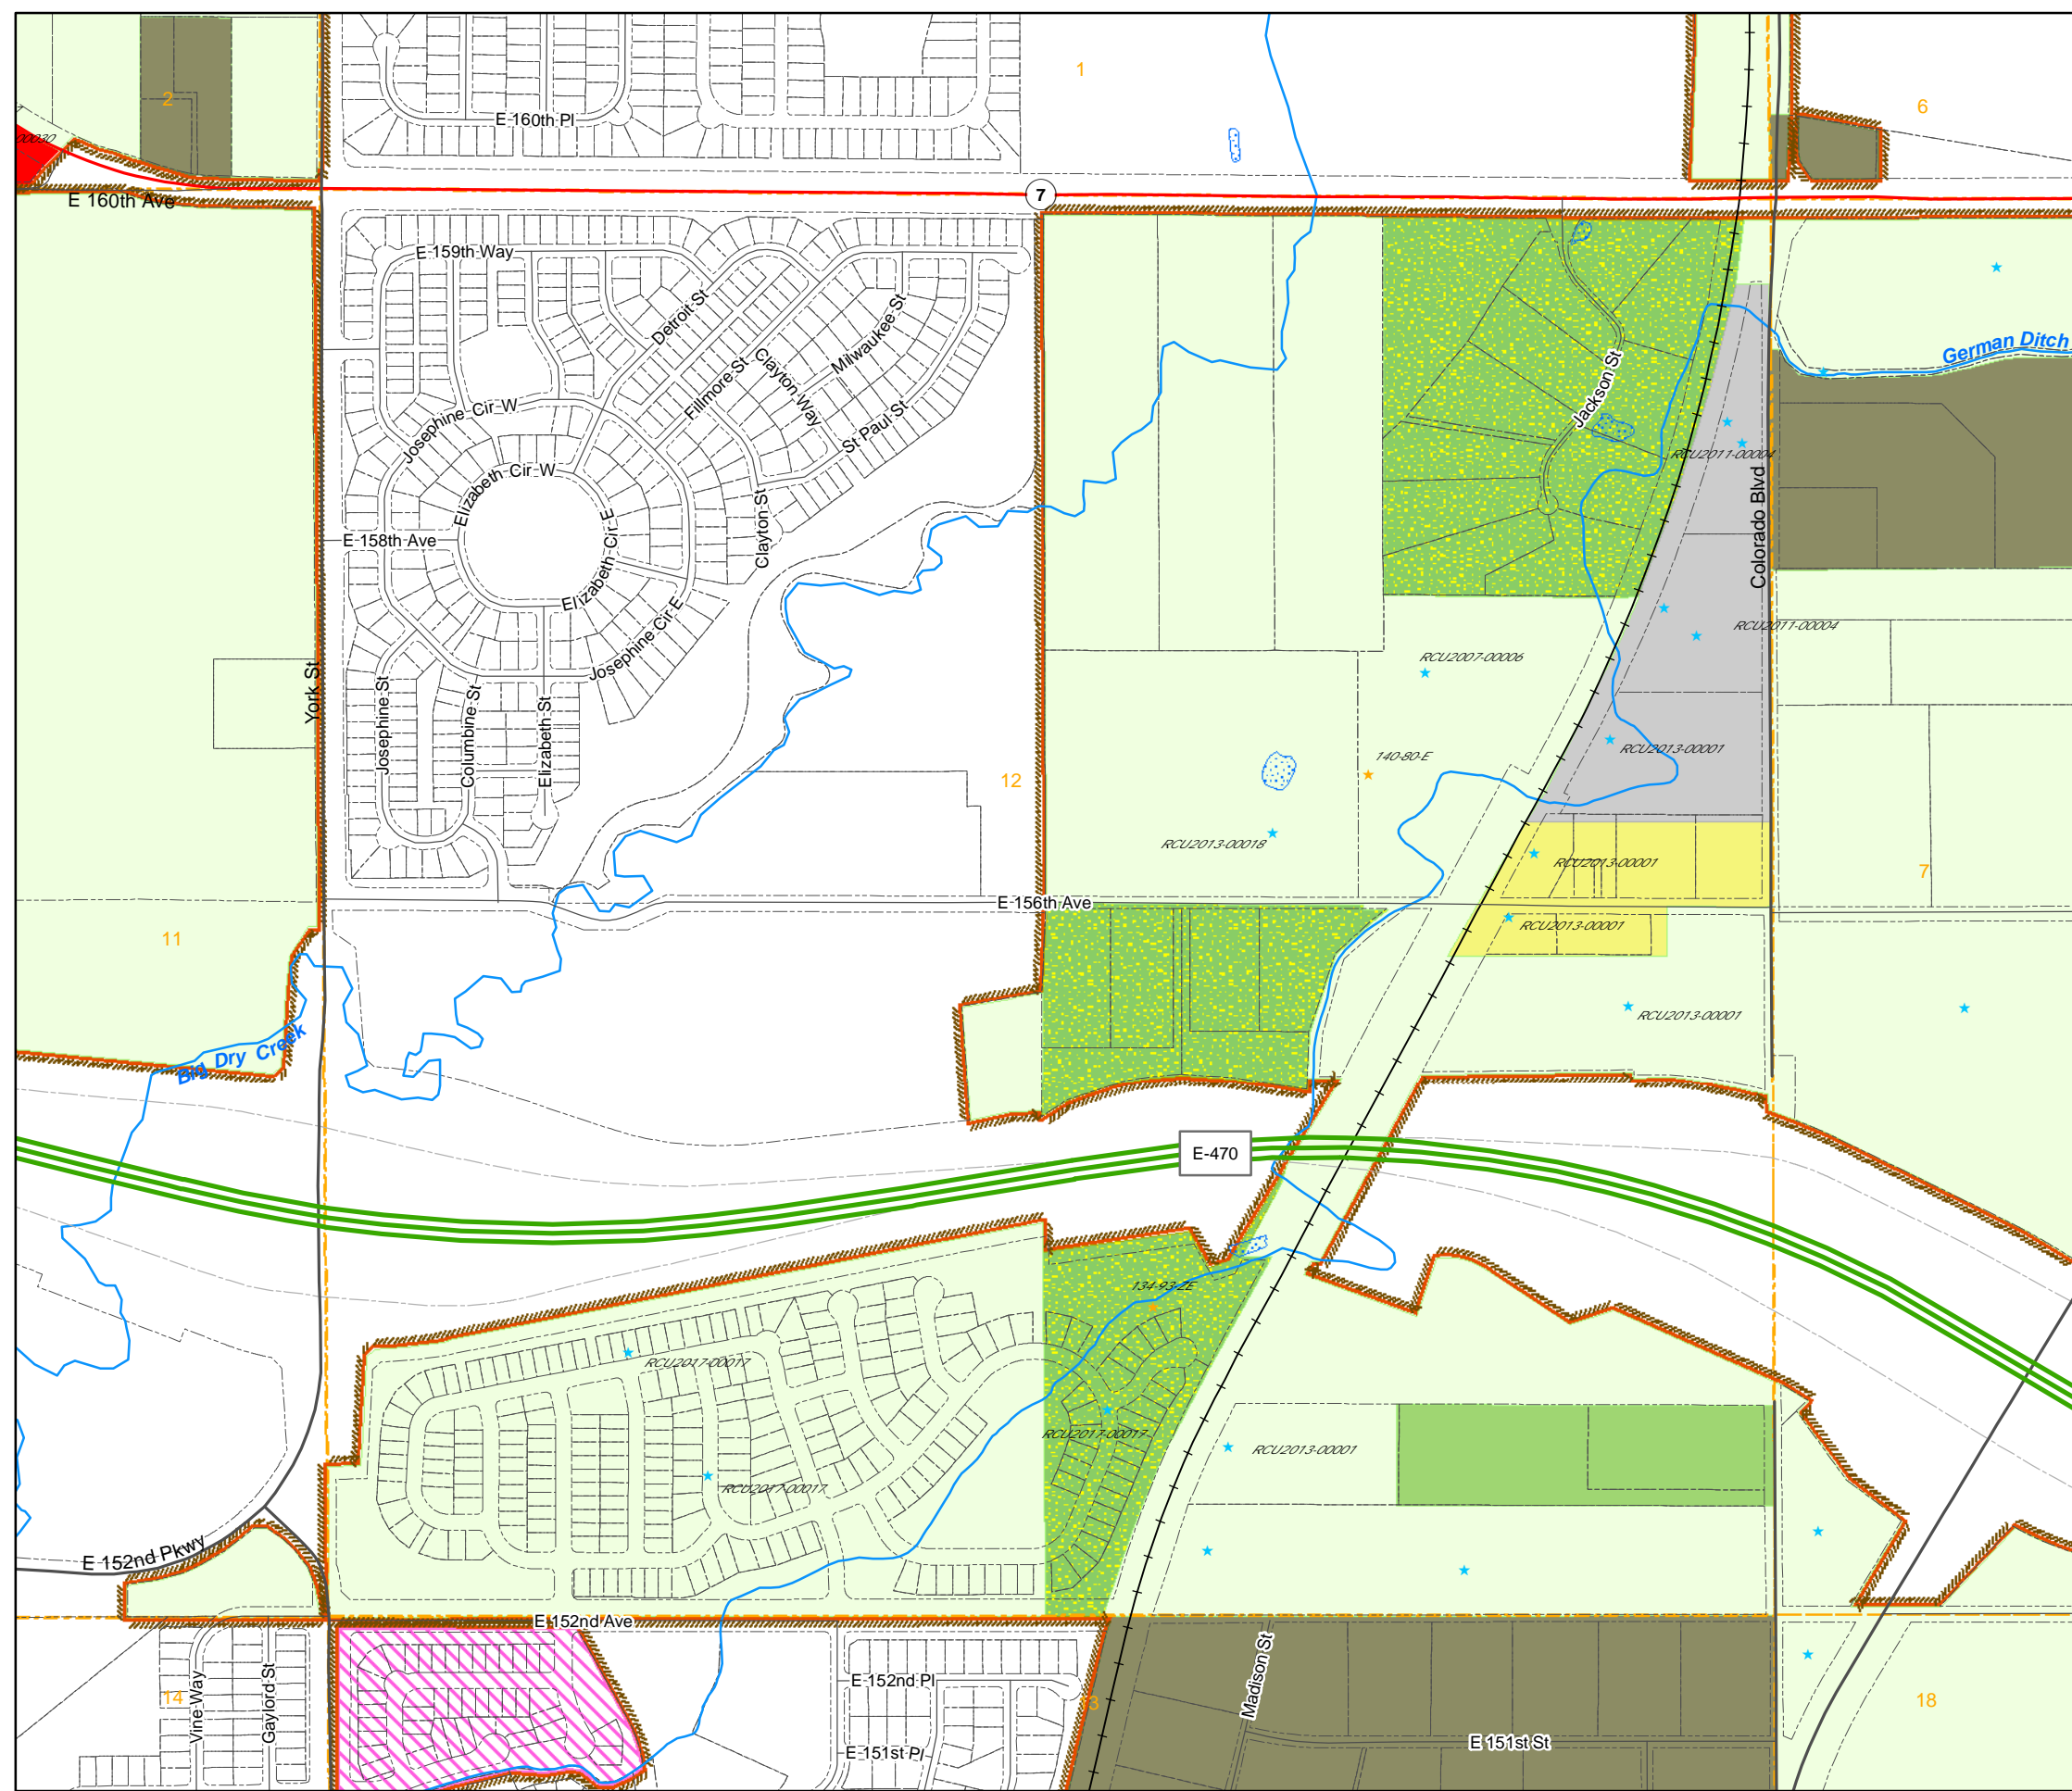 1
6
2
00030
E 160th Pl
7
E 160th Ave
E 159th Way
Detroit St
Milwaukee St
Fillmore St
Clayton Way
St Paul St
Josephine Cir W
Elizabeth Cir W
Elizabeth Cir E
Clayton St
E 158th Ave
Josephine Cir E
York St
Josephine St
Columbine St
Elizabeth St
Jackson St
German Ditch
Colorado Blvd
RCU2011-00004
RCU2011-00004
RCU2007-00006
RCU2013-00001
140-80-E
12
RCU2013-00018
RCU2013-00001
7
E 156th Ave
RCU2013-00001
11
RCU2013-00001
Big Dry Creek
E-470
134-93-2E
RCU2017-00017
RCU2017-00017
RCU2013-00001
RCU2017-00017
E 152nd Pkwy
E 152nd Ave
14
Vine Way
Gaylord St
E 152nd Pl
E 151st Pl
3
Madison St
E 151st St
18